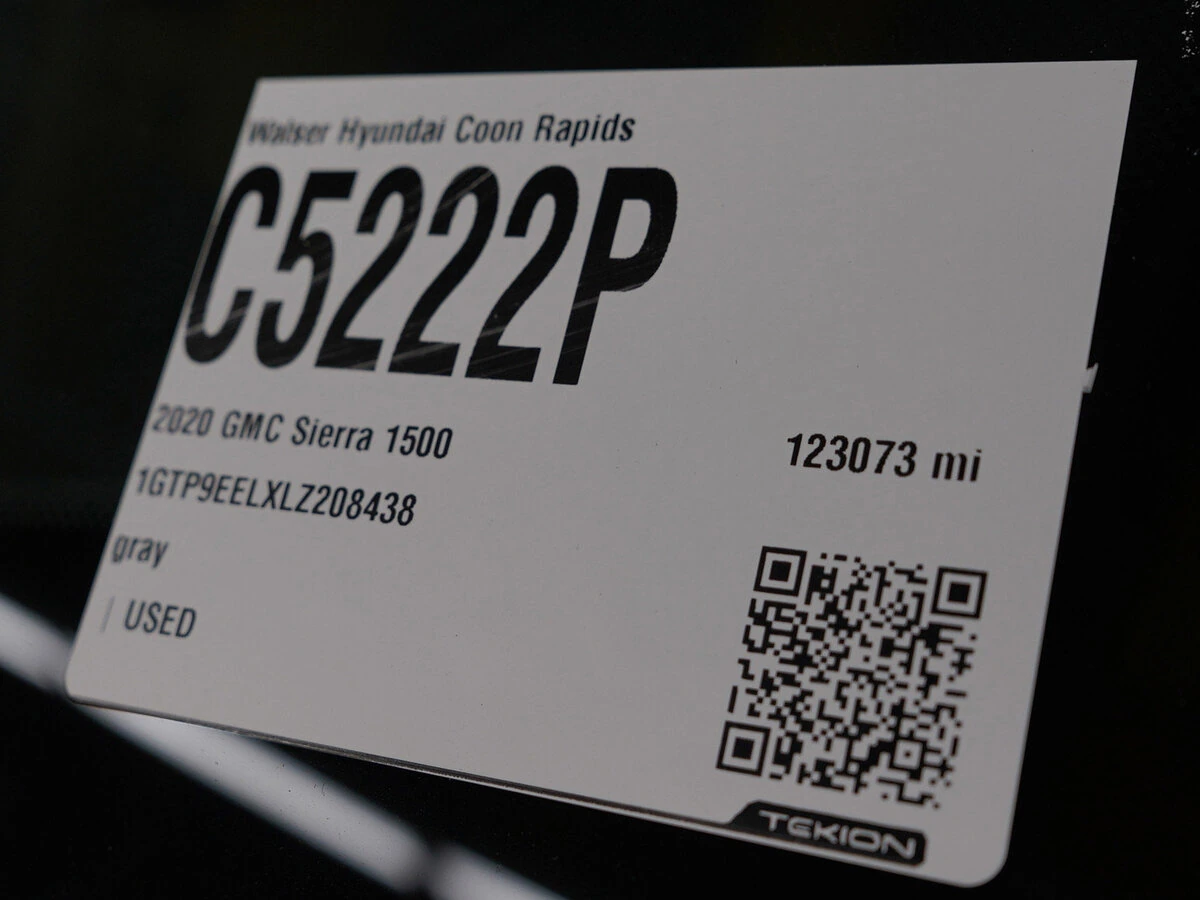 Walser Hyundai Coon Rapids
C5222P
2020 GMC Sierra 1500
123073 mi
1GTP9EELXLZ208438
gray
| USED
TEKION